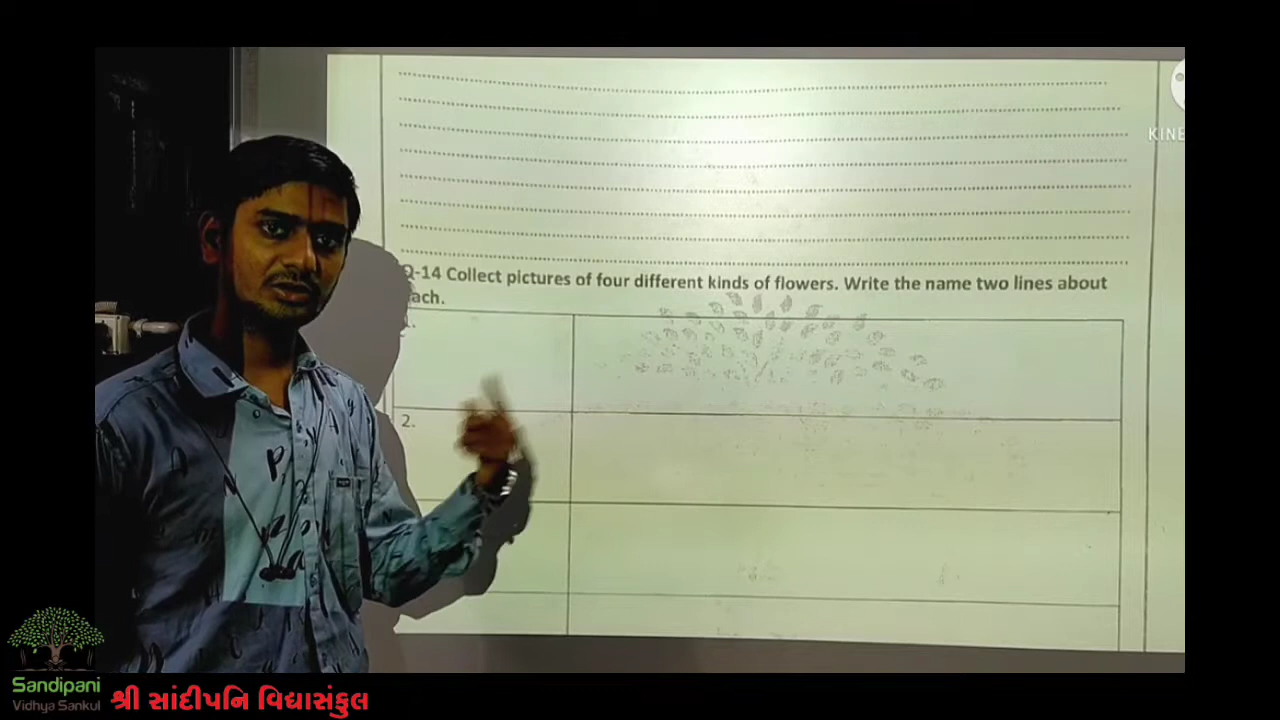 KINE
Q-14 Collect pictures of four different kinds of flowers. Write the name two lines about
ach.
2.
Sandipani
Vidhya Sankul
શ્રી સાંદીપનિ વિદ્યાસંકુલ